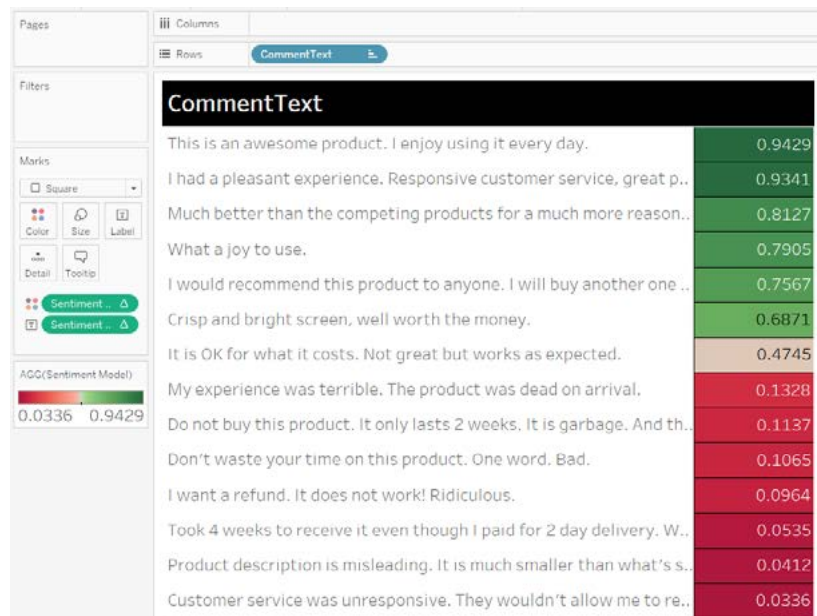 Pages
Columns
Rows
CommentText
Filters
CommentText
This is an awesome product. I enjoy using it every day. 0.9429
I had a pleasant experience. Responsive customer service, great p.. 0.9341
Much better than the competing products for a much more reason.. 0.8127
What a joy to use. 0.7905
I would recommend this product to anyone. I will buy another one .. 0.7567
Crisp and bright screen, well worth the money. 0.6871
It is OK for what it costs. Not great but works as expected. 0.4745
My experience was terrible. The product was dead on arrival. 0.1328
Do not buy this product. It only lasts 2 weeks. It is garbage. And th.. 0.1137
Don't waste your time on this product. One word. Bad. 0.1065
I want a refund. It does not work! Ridiculous. 0.0964
Took 4 weeks to receive it even though I paid for 2 day delivery. W.. 0.0535
Product description is misleading. It is much smaller than what's s.. 0.0412
Customer service was unresponsive. They wouldn't allow me to re.. 0.0336
Marks
Square
Color Size Label
Detail Tooltip
Sentiment .. Δ
Sentiment .. Δ
AGG(Sentiment Model)
0.0336 0.9429